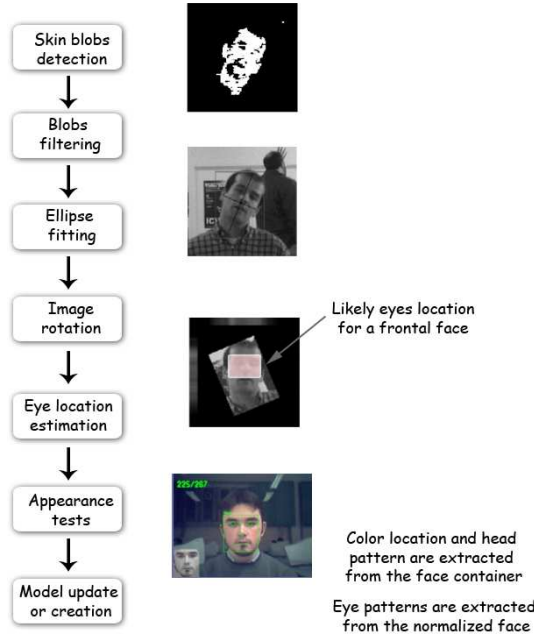 Skin blobs
detection
Blobs
filtering
Ellipse
fitting
Image
rotation
Likely eyes location
for a frontal face
Eye location
estimation
225/267
Appearance
tests
Color location and head
pattern are extracted
from the face container
Model update
or creation
Eye patterns are extracted
from the normalized face